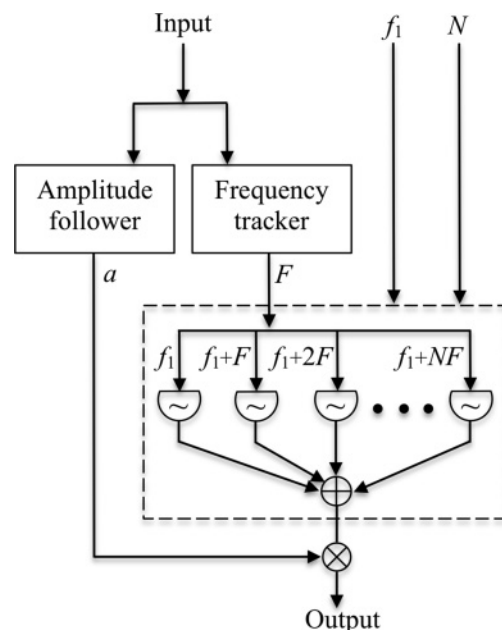 Input
f₁
N
Amplitude
follower
Frequency
tracker
a
F
f₁
f₁+F
f₁+2F
f₁+NF
Output